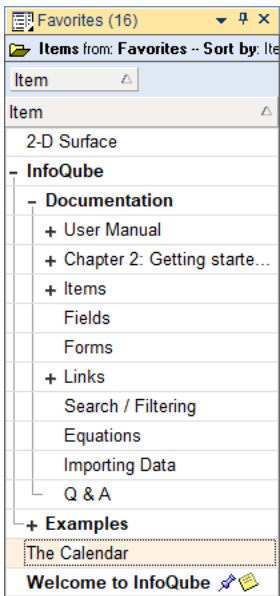 Favorites (16)
Items from: Favorites -- Sort by: Ite
Item
Item
2-D Surface
InfoQube
Documentation
User Manual
Chapter 2: Getting starte...
Items
Fields
Forms
Links
Search / Filtering
Equations
Importing Data
Q & A
Examples
The Calendar
Welcome to InfoQube